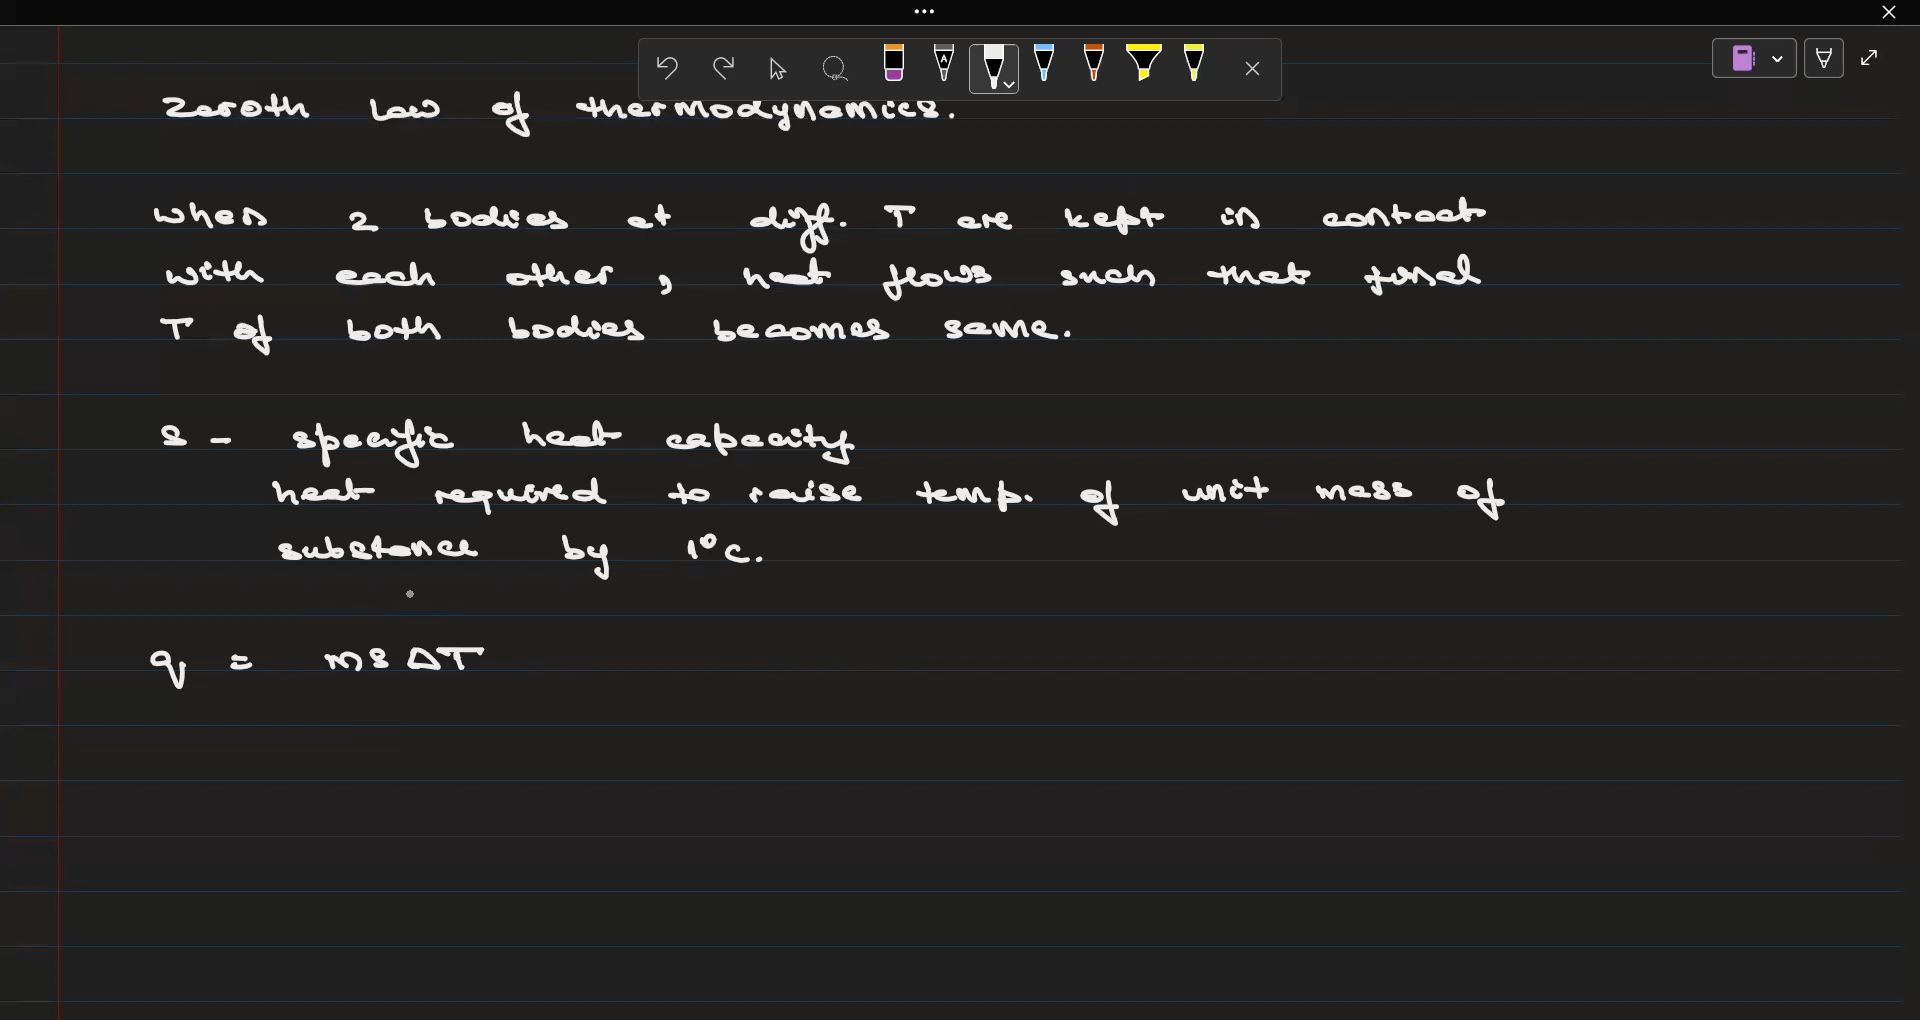 Zeroth Law of thermodynamics.
When 2 bodies at diff. T are kept in contact
with each other, heat flows such that final
T of both bodies becomes same.
s - specific heat capacity
heat required to raise temp. of unit mass of
substance by 1°C.
q = ms ΔT